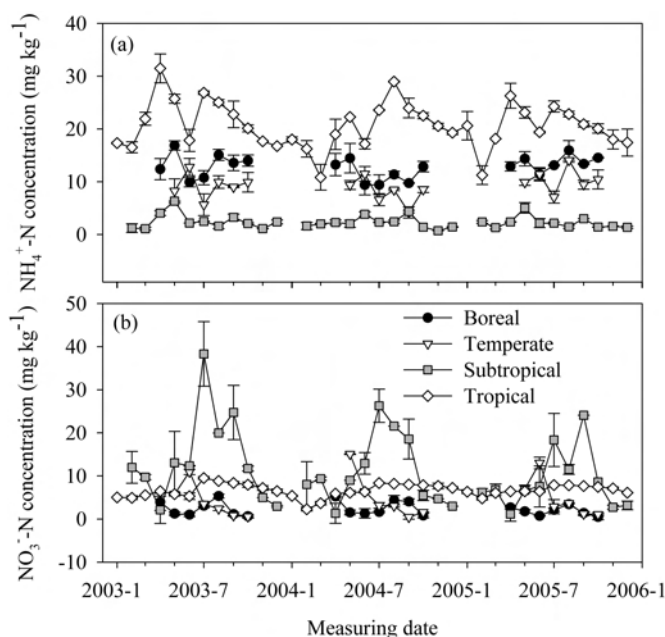 (a)
NH₄⁺-N concentration (mg kg⁻¹)
40
30
20
10
0
(b)
NO₃⁻-N concentration (mg kg⁻¹)
50
40
30
20
10
0
-10
Boreal
Temperate
Subtropical
Tropical
2003-1 2003-7 2004-1 2004-7 2005-1 2005-7 2006-1
Measuring date